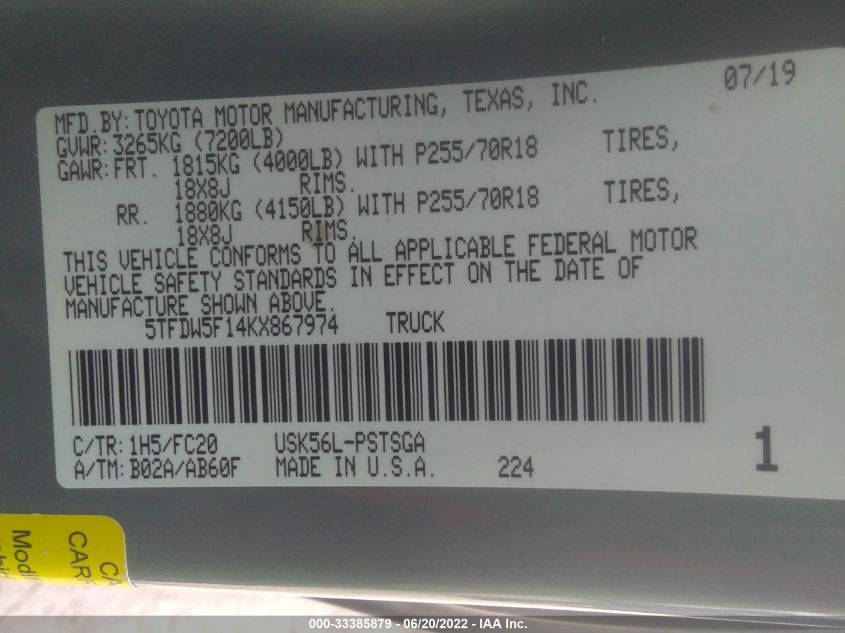 07/19
MFD.BY: TOYOTA MOTOR MANUFACTURING, TEXAS, INC.
GVWR: 3265KG (7200LB)
GAWR: FRT. 1815KG (4000LB) WITH P255/70R18 TIRES,
18X8J RIMS.
RR. 1880KG (4150LB) WITH P255/70R18 TIRES,
18X8J RIMS.
THIS VEHICLE CONFORMS TO ALL APPLICABLE FEDERAL MOTOR
VEHICLE SAFETY STANDARDS IN EFFECT ON THE DATE OF
MANUFACTURE SHOWN ABOVE.
5TFDW5F14KX867974 TRUCK
C/TR: 1H5/FC20 USK56L-PSTSGA
A/TM: B02A/AB60F MADE IN U.S.A. 224
1
CA
CARR
Modif
000-33385879 - 06/20/2022 - IAA Inc.